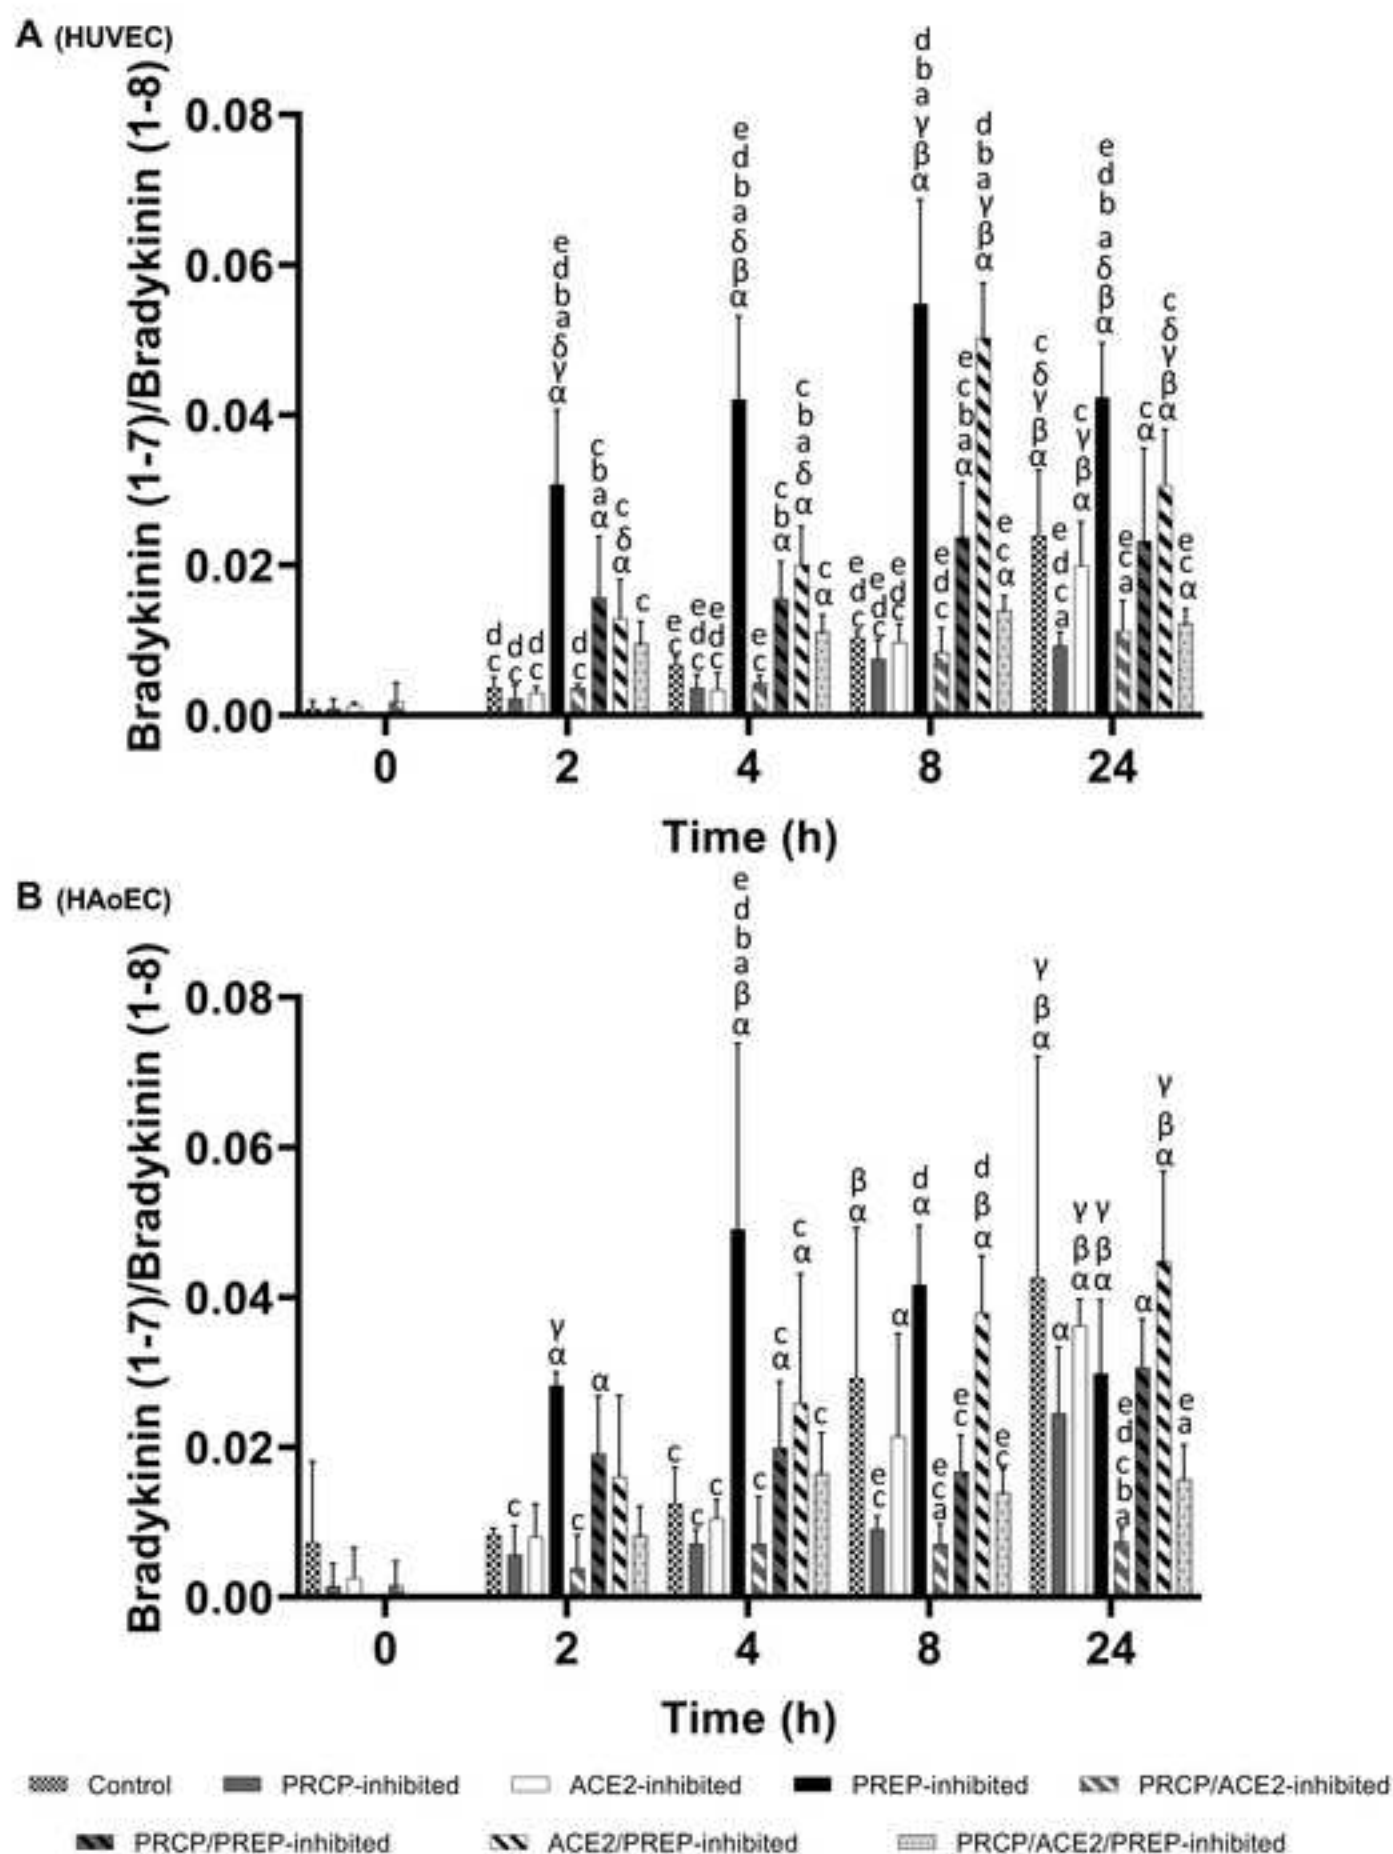 A (HUVEC)
Bradykinin (1-7)/Bradykinin (1-8)
0.08
0.06
0.04
0.02
0.00
d c
d c
d c
e d b a δ γ α
d c
c b a α
c δ α
c
e c
e d c
e d c
e d b a δ β α
e c
c b α
c b a δ α
c α
e d c
e d c
e d c
d b a γ β α
e d c
e c b a α
d b a γ β α
e c α
c δ γ β α
e d c a
c γ β α
e d b a δ β α
e c a
c α
c δ γ β α
e c α
0 2 4 8 24
Time (h)
B (HAoEC)
Bradykinin (1-7)/Bradykinin (1-8)
0.08
0.06
0.04
0.02
0.00
c
γ α
c
α
c
c
c
e d b a β α
c
c α
c α
c
β α
e c
α
d α
e c a
e c
d β α
e c
γ β α
α
γ β α
γ β α
e d c b a
α
γ β α
e a
0 2 4 8 24
Time (h)
Control PRCP-inhibited ACE2-inhibited PREP-inhibited PRCP/ACE2-inhibited
PRCP/PREP-inhibited ACE2/PREP-inhibited PRCP/ACE2/PREP-inhibited